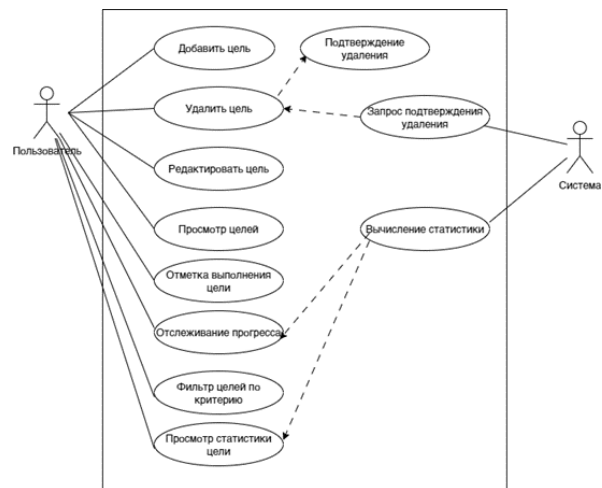 Добавить цель
Подтверждение
удаления
Удалить цель
Запрос подтверждения
удаления
Пользователь
Редактировать цель
Система
Просмотр целей
Вычисление статистики
Отметка выполнения
цели
Отслеживание прогресса
Фильтр целей по
критерию
Просмотр статистики
цели